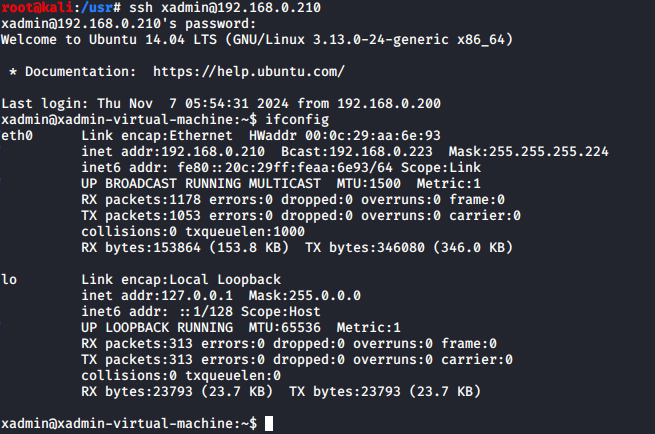 root@kali:/usr# ssh xadmin@192.168.0.210
xadmin@192.168.0.210's password:
Welcome to Ubuntu 14.04 LTS (GNU/Linux 3.13.0-24-generic x86_64)

 * Documentation:  https://help.ubuntu.com/

Last login: Thu Nov  7 05:54:31 2024 from 192.168.0.200
xadmin@xadmin-virtual-machine:~$ ifconfig
eth0      Link encap:Ethernet  HWaddr 00:0c:29:aa:6e:93
          inet addr:192.168.0.210  Bcast:192.168.0.223  Mask:255.255.255.224
          inet6 addr: fe80::20c:29ff:feaa:6e93/64 Scope:Link
          UP BROADCAST RUNNING MULTICAST  MTU:1500  Metric:1
          RX packets:1178 errors:0 dropped:0 overruns:0 frame:0
          TX packets:1053 errors:0 dropped:0 overruns:0 carrier:0
          collisions:0 txqueuelen:1000
          RX bytes:153864 (153.8 KB)  TX bytes:346080 (346.0 KB)

lo        Link encap:Local Loopback
          inet addr:127.0.0.1  Mask:255.0.0.0
          inet6 addr: ::1/128 Scope:Host
          UP LOOPBACK RUNNING  MTU:65536  Metric:1
          RX packets:313 errors:0 dropped:0 overruns:0 frame:0
          TX packets:313 errors:0 dropped:0 overruns:0 carrier:0
          collisions:0 txqueuelen:0
          RX bytes:23793 (23.7 KB)  TX bytes:23793 (23.7 KB)

xadmin@xadmin-virtual-machine:~$